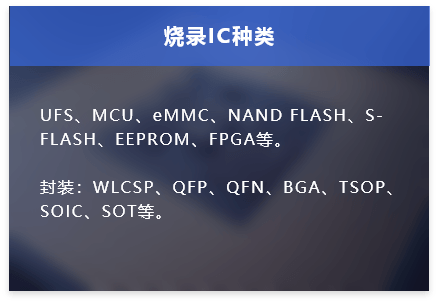 烧录IC种类
UFS、MCU、eMMC、NAND FLASH、S-
FLASH、EEPROM、FPGA等。
封装：WLCSP、QFP、QFN、BGA、TSOP、
SOIC、SOT等。